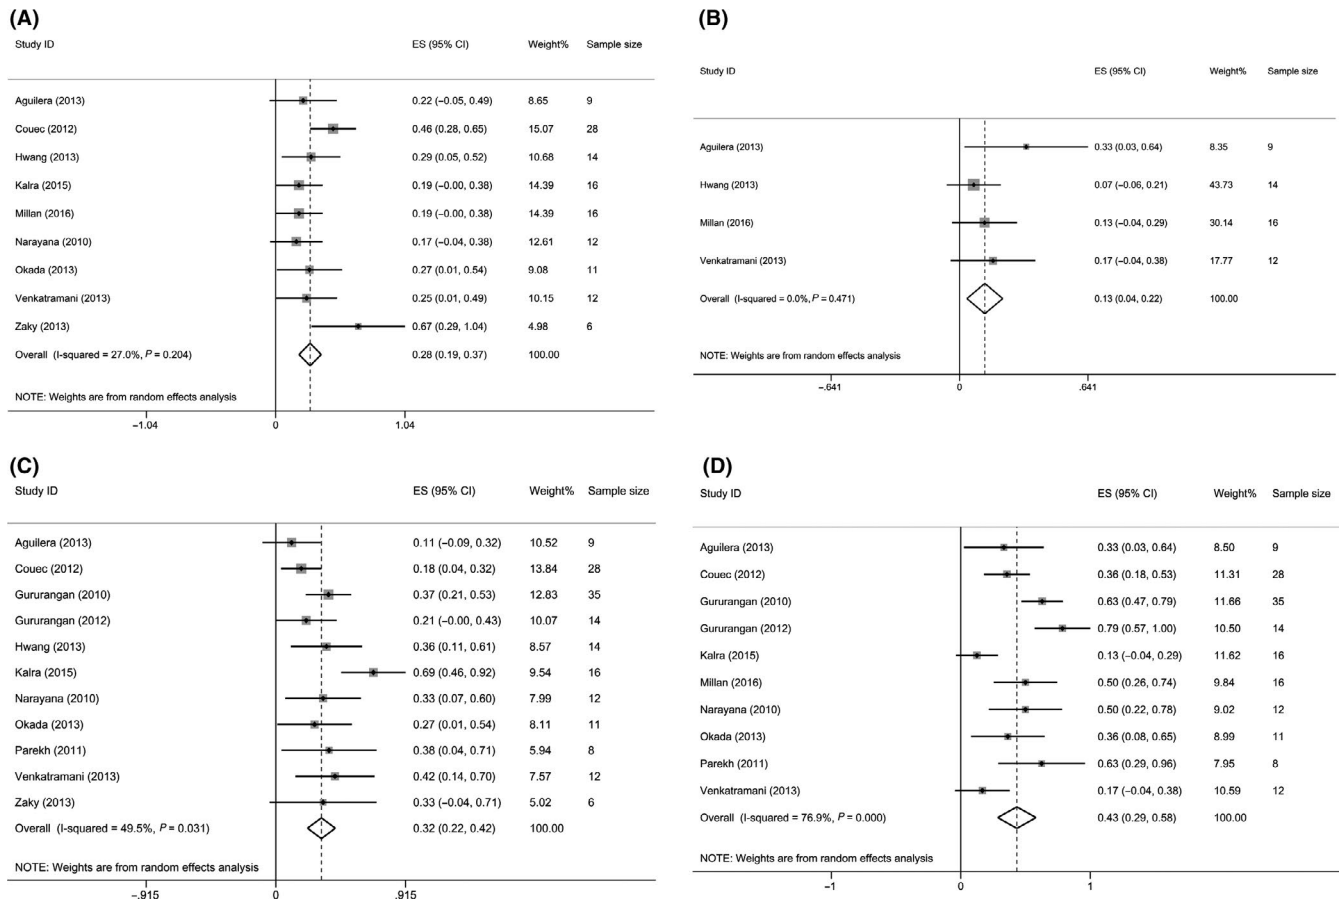 (A)
Study ID ES (95% CI) Weight% Sample size
Aguilera (2013) 0.22 (−0.05, 0.49) 8.65 9
Couec (2012) 0.46 (0.28, 0.65) 15.07 28
Hwang (2013) 0.29 (0.05, 0.52) 10.68 14
Kalra (2015) 0.19 (−0.00, 0.38) 14.39 16
Millan (2016) 0.19 (−0.00, 0.38) 14.39 16
Narayana (2010) 0.17 (−0.04, 0.38) 12.61 12
Okada (2013) 0.27 (0.01, 0.54) 9.08 11
Venkatramani (2013) 0.25 (0.01, 0.49) 10.15 12
Zaky (2013) 0.67 (0.29, 1.04) 4.98 6
Overall (I-squared = 27.0%, P = 0.204) 0.28 (0.19, 0.37) 100.00
NOTE: Weights are from random effects analysis
−1.04 0 1.04
(B)
Study ID ES (95% CI) Weight% Sample size
Aguilera (2013) 0.33 (0.03, 0.64) 8.35 9
Hwang (2013) 0.07 (−0.06, 0.21) 43.73 14
Millan (2016) 0.13 (−0.04, 0.29) 30.14 16
Venkatramani (2013) 0.17 (−0.04, 0.38) 17.77 12
Overall (I-squared = 0.0%, P = 0.471) 0.13 (0.04, 0.22) 100.00
NOTE: Weights are from random effects analysis
−.641 0 .641
(C)
Study ID ES (95% CI) Weight% Sample size
Aguilera (2013) 0.11 (−0.09, 0.32) 10.52 9
Couec (2012) 0.18 (0.04, 0.32) 13.84 28
Gururangan (2010) 0.37 (0.21, 0.53) 12.83 35
Gururangan (2012) 0.21 (−0.00, 0.43) 10.07 14
Hwang (2013) 0.36 (0.11, 0.61) 8.57 14
Kalra (2015) 0.69 (0.46, 0.92) 9.54 16
Narayana (2010) 0.33 (0.07, 0.60) 7.99 12
Okada (2013) 0.27 (0.01, 0.54) 8.11 11
Parekh (2011) 0.38 (0.04, 0.71) 5.94 8
Venkatramani (2013) 0.42 (0.14, 0.70) 7.57 12
Zaky (2013) 0.33 (−0.04, 0.71) 5.02 6
Overall (I-squared = 49.5%, P = 0.031) 0.32 (0.22, 0.42) 100.00
NOTE: Weights are from random effects analysis
−.915 0 .915
(D)
Study ID ES (95% CI) Weight% Sample size
Aguilera (2013) 0.33 (0.03, 0.64) 8.50 9
Couec (2012) 0.36 (0.18, 0.53) 11.31 28
Gururangan (2010) 0.63 (0.47, 0.79) 11.66 35
Gururangan (2012) 0.79 (0.57, 1.00) 10.50 14
Kalra (2015) 0.13 (−0.04, 0.29) 11.62 16
Millan (2016) 0.50 (0.26, 0.74) 9.84 16
Narayana (2010) 0.50 (0.22, 0.78) 9.02 12
Okada (2013) 0.36 (0.08, 0.65) 8.99 11
Parekh (2011) 0.63 (0.29, 0.96) 7.95 8
Venkatramani (2013) 0.17 (−0.04, 0.38) 10.59 12
Overall (I-squared = 76.9%, P = 0.000) 0.43 (0.29, 0.58) 100.00
NOTE: Weights are from random effects analysis
−1 0 1